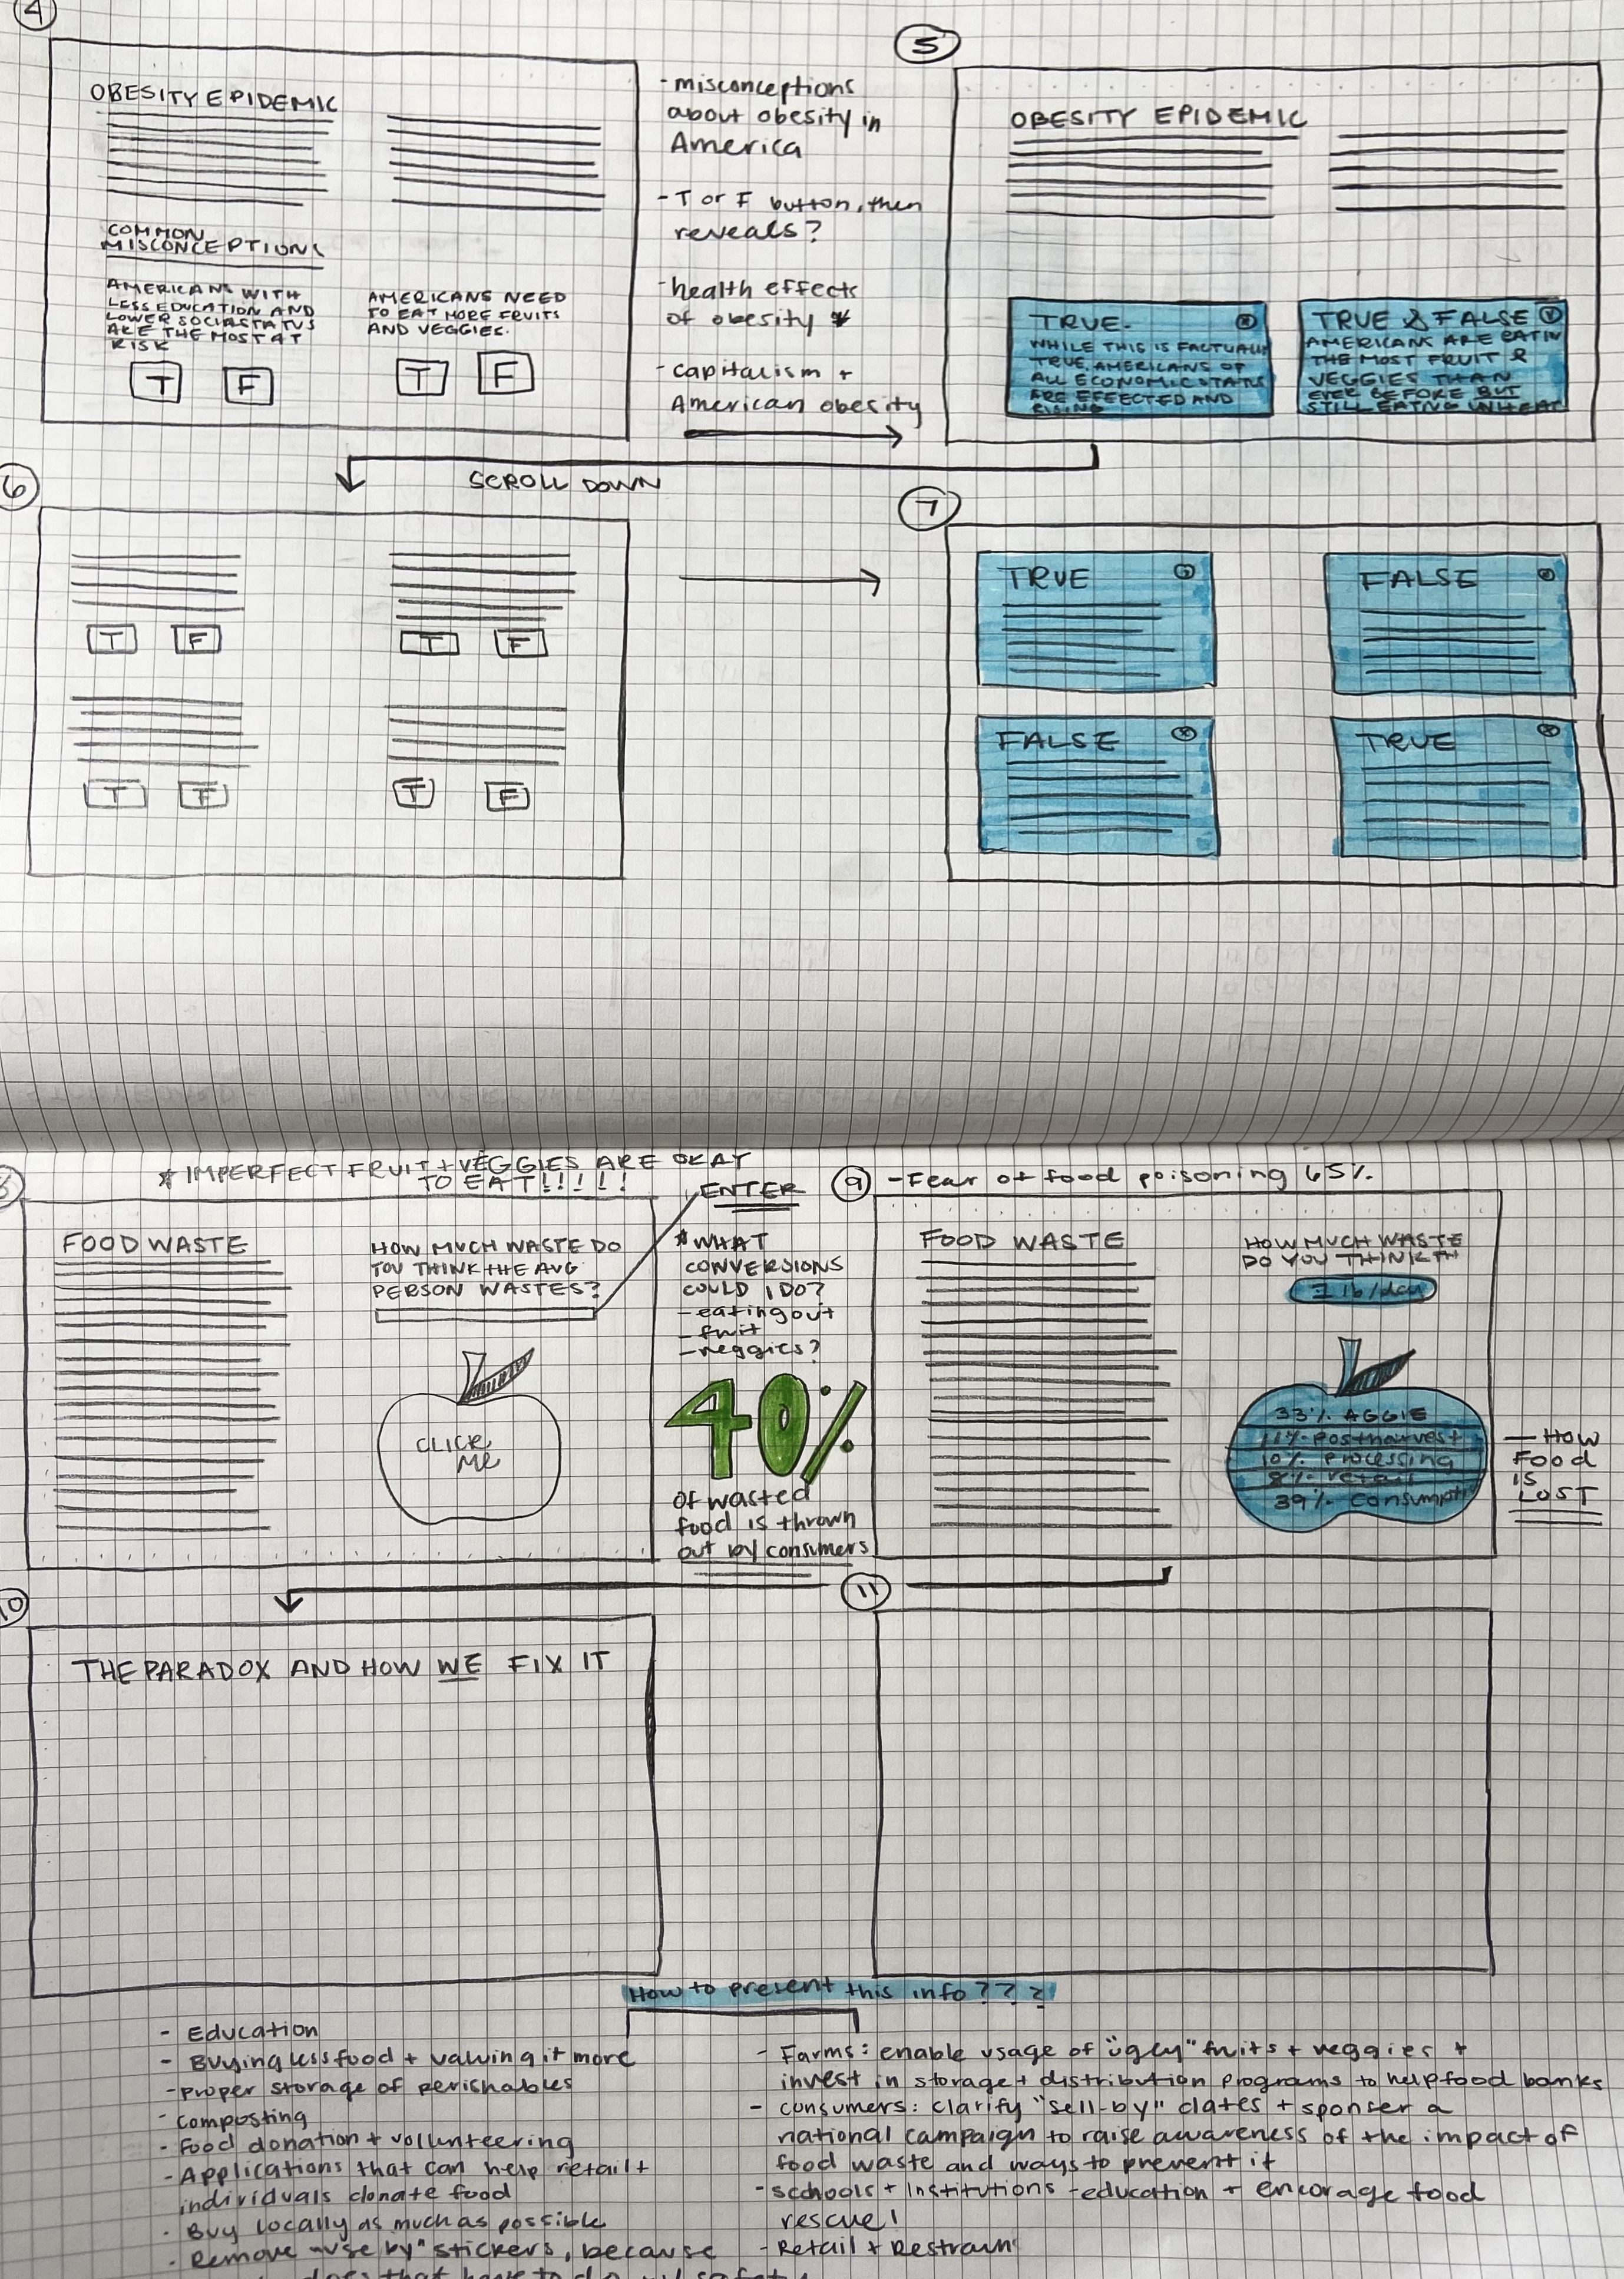 4
OBESITY EPIDEMIC
COMMON
MISCONCEPTIONS
AMERICANS WITH
LESS EDUCATION AND
LOWER SOCIA STATUS
ARE THE MOST AT
RISK
T F
AMERICANS NEED
TO EAT MORE FRUITS
AND VEGGIES.
T F
- misconceptions
about obesity in
America
- T or F button, then
reveals?
- health effects
of obesity
- capitalism +
American obesity
5
OBESITY EPIDEMIC
TRUE.
WHILE THIS IS FACTUALLY
TRUE, AMERICANS OF
ALL ECONOMIC STATUS
ARE EFFECTED AND
RISING
TRUE & FALSE
AMERICANS ARE EATIN
THE MOST FRUIT &
VEGGIES THAN
EVER BEFORE BUT
STILL EATING
SCROLL DOWN
6
T F
T F
T F
T F
7
TRUE
FALSE
FALSE
TRUE
* IMPERFECT FRUIT + VEGGIES ARE OKAY
TO EAT!!!!!
8
FOOD WASTE
HOW MUCH WASTE DO
YOU THINK THE AVG
PERSON WASTES?
CLICK
ME
ENTER
* WHAT
CONVERSIONS
COULD I DO?
- eating out
- fruit
- veggies?
40%
of wasted
food is thrown
out by consumers
9
- Fear of food poisoning 65%
FOOD WASTE
HOW MUCH WASTE
DO YOU THINK TH
1 lb/day
33% AGGIE
11% postharvest
10% processing
8% retail
39% consumpti
— HOW
FOOD
IS
LOST
10
THE PARADOX AND HOW WE FIX IT
11
How to present this info???
- Education
- Buying less food + valuing it more
- proper storage of perishables
- composting
- Food donation + volunteering
- Applications that can help retail +
individuals donate food
- Buy locally as much as possible
- Remove "use by" stickers, because
does that have to do
- Farms: enable usage of "ugly" fruits + veggies +
invest in storage + distribution programs to help food banks
- consumers: clarify "sell-by" dates + sponser a
national campaign to raise awareness of the impact of
food waste and ways to prevent it
- schools + Institutions - education + encorage food
rescue!
- Retail + Restraun